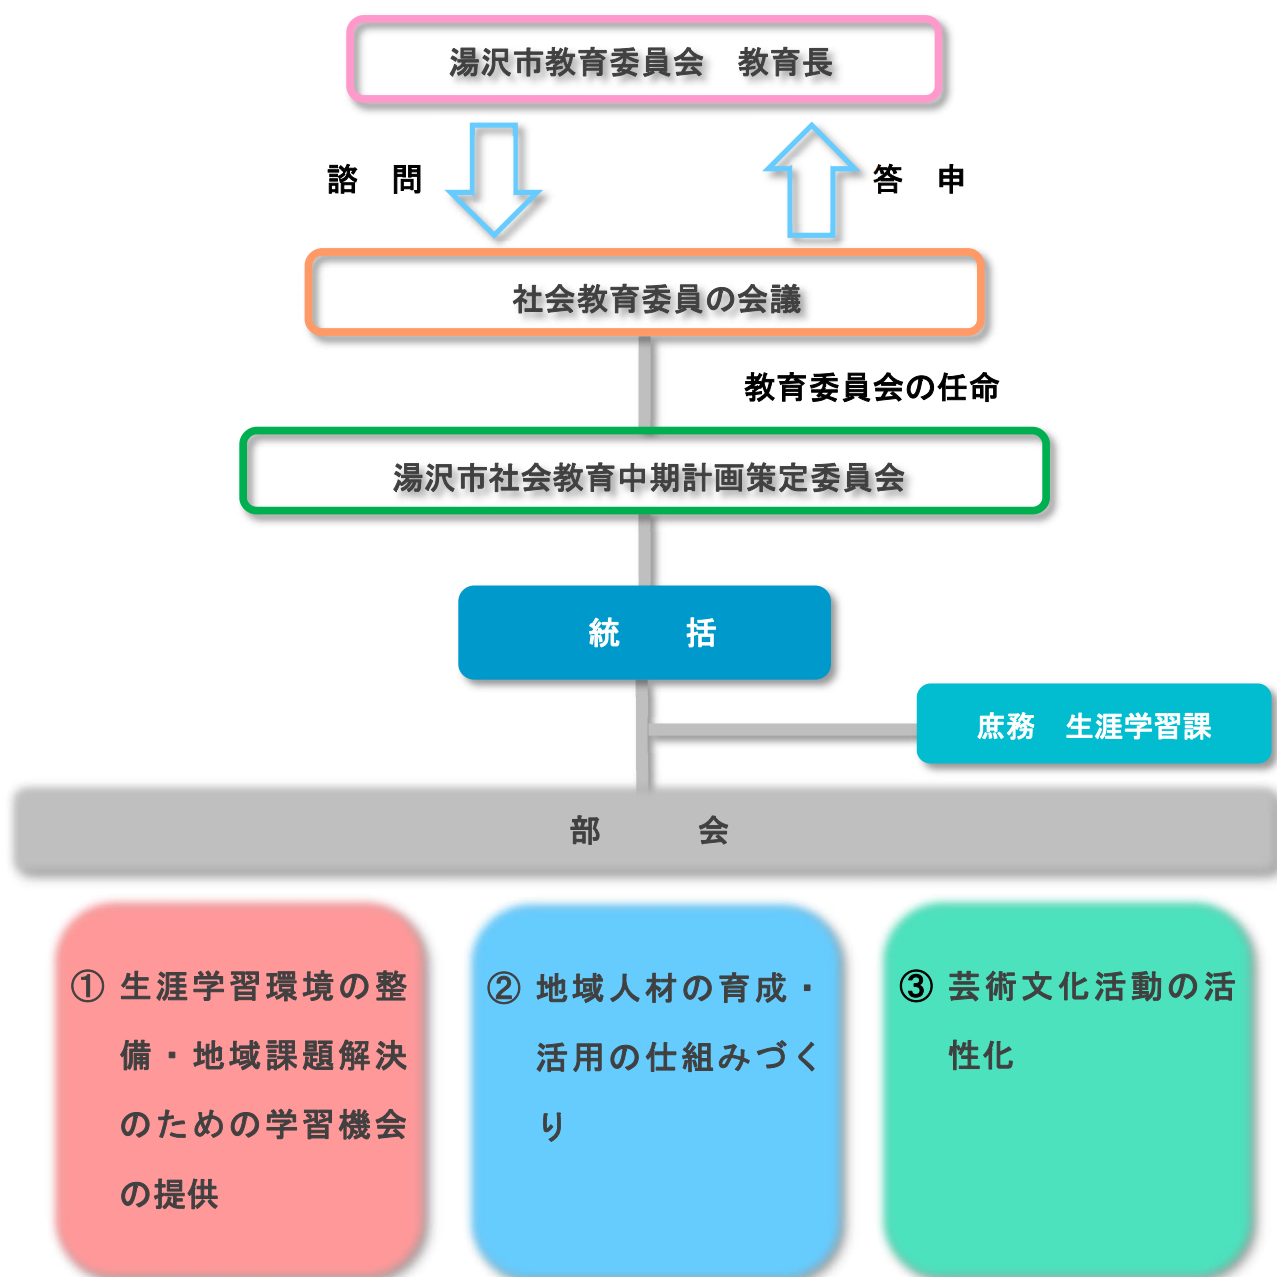 湯沢市教育委員会　教育長
諮　問
答　申
社会教育委員の会議
教育委員会の任命
湯沢市社会教育中期計画策定委員会
統　　括
庶務　生涯学習課
部　　　会
① 生涯学習環境の整
備・地域課題解決
のための学習機会
の提供
② 地域人材の育成・
活用の仕組みづく
り
③ 芸術文化活動の活
性化